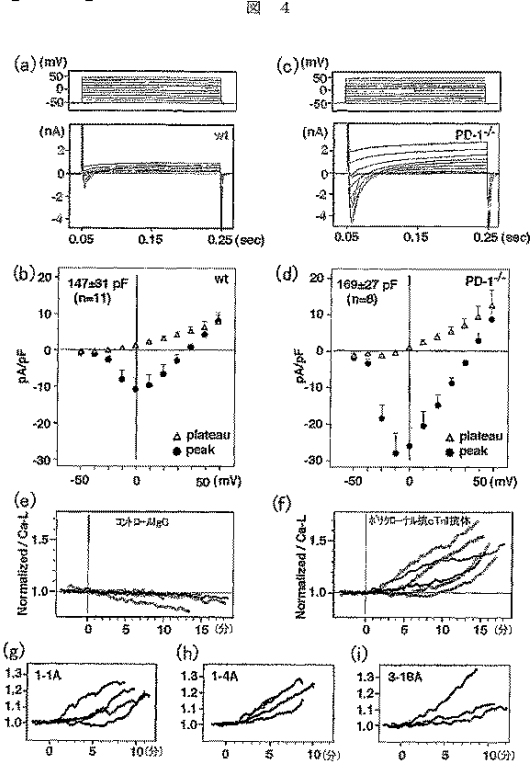 図 4
(a) (mV)
50
0
-50
(nA)
wt
2
0
-2
-4
0.05 0.15 0.25 (sec)
(c) (mV)
50
0
-50
(nA)
PD-1-/-
2
0
-2
-4
0.05 0.15 0.25 (sec)
(b)
147±31 pF
(n=11)
wt
20
10
0
-10
-20
-30
pA/pF
plateau
peak
-50 0 50 (mV)
(d)
169±27 pF
(n=8)
PD-1-/-
20
10
0
-10
-20
-30
pA/pF
plateau
peak
-50 0 50 (mV)
(e)
コントロールIgG
Normalized / Ca-L
1.5
1.0
0 5 10 15 (分)
(f)
ポリクローナル抗cTnI抗体
Normalized / Ca-L
1.5
1.0
0 5 10 15 (分)
(g)
1-1A
1.3
1.2
1.1
1.0
0 5 10(分)
(h)
1-4A
1.3
1.2
1.1
1.0
0 5 10 (分)
(i)
3-18A
1.3
1.2
1.1
1.0
0 5 10(分)